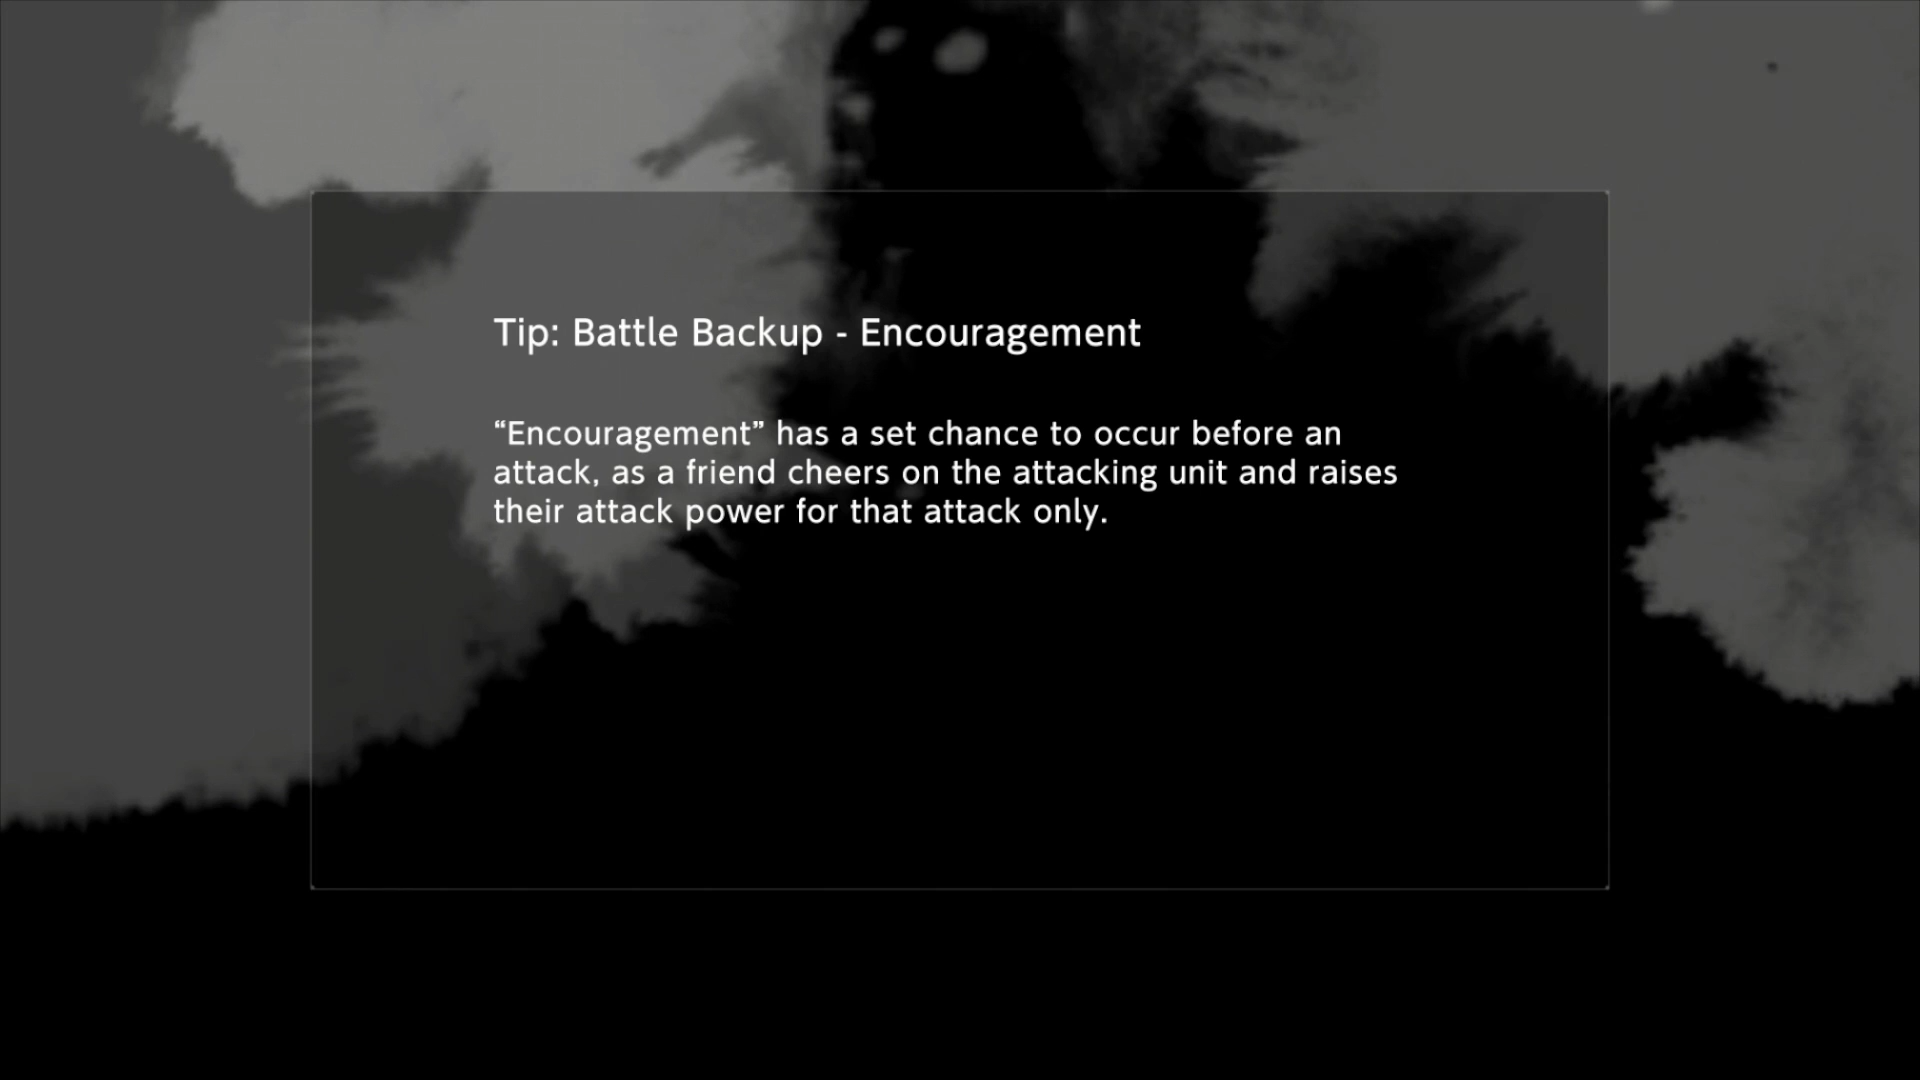 Tip: Battle Backup - Encouragement
“Encouragement” has a set chance to occur before an
attack, as a friend cheers on the attacking unit and raises
their attack power for that attack only.